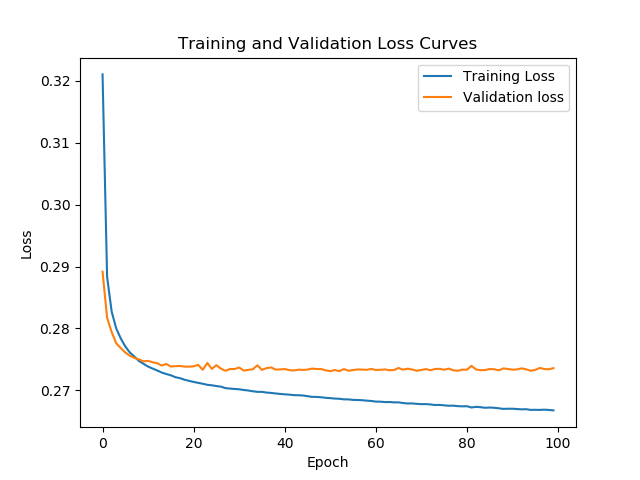 Training and Validation Loss Curves
Training Loss
Validation loss
0.32
0.31
0.30
0.29
0.28
0.27
Loss
0
20
40
60
80
100
Epoch